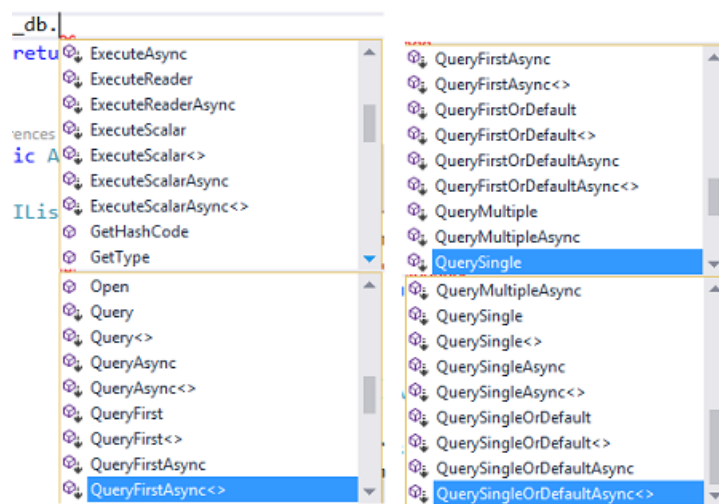 _db.
retu
ExecuteAsync
ExecuteReader
ExecuteReaderAsync
ences
ExecuteScalar
ic A
ExecuteScalar<>
ExecuteScalarAsync
ILis
ExecuteScalarAsync<>
GetHashCode
GetType
Open
Query
Query<>
QueryAsync
QueryAsync<>
QueryFirst
QueryFirst<>
QueryFirstAsync
QueryFirstAsync<>
QueryFirstAsync
QueryFirstAsync<>
QueryFirstOrDefault
QueryFirstOrDefault<>
QueryFirstOrDefaultAsync
QueryFirstOrDefaultAsync<>
QueryMultiple
QueryMultipleAsync
QuerySingle
QueryMultipleAsync
QuerySingle
QuerySingle<>
QuerySingleAsync
QuerySingleAsync<>
QuerySingleOrDefault
QuerySingleOrDefault<>
QuerySingleOrDefaultAsync
QuerySingleOrDefaultAsync<>